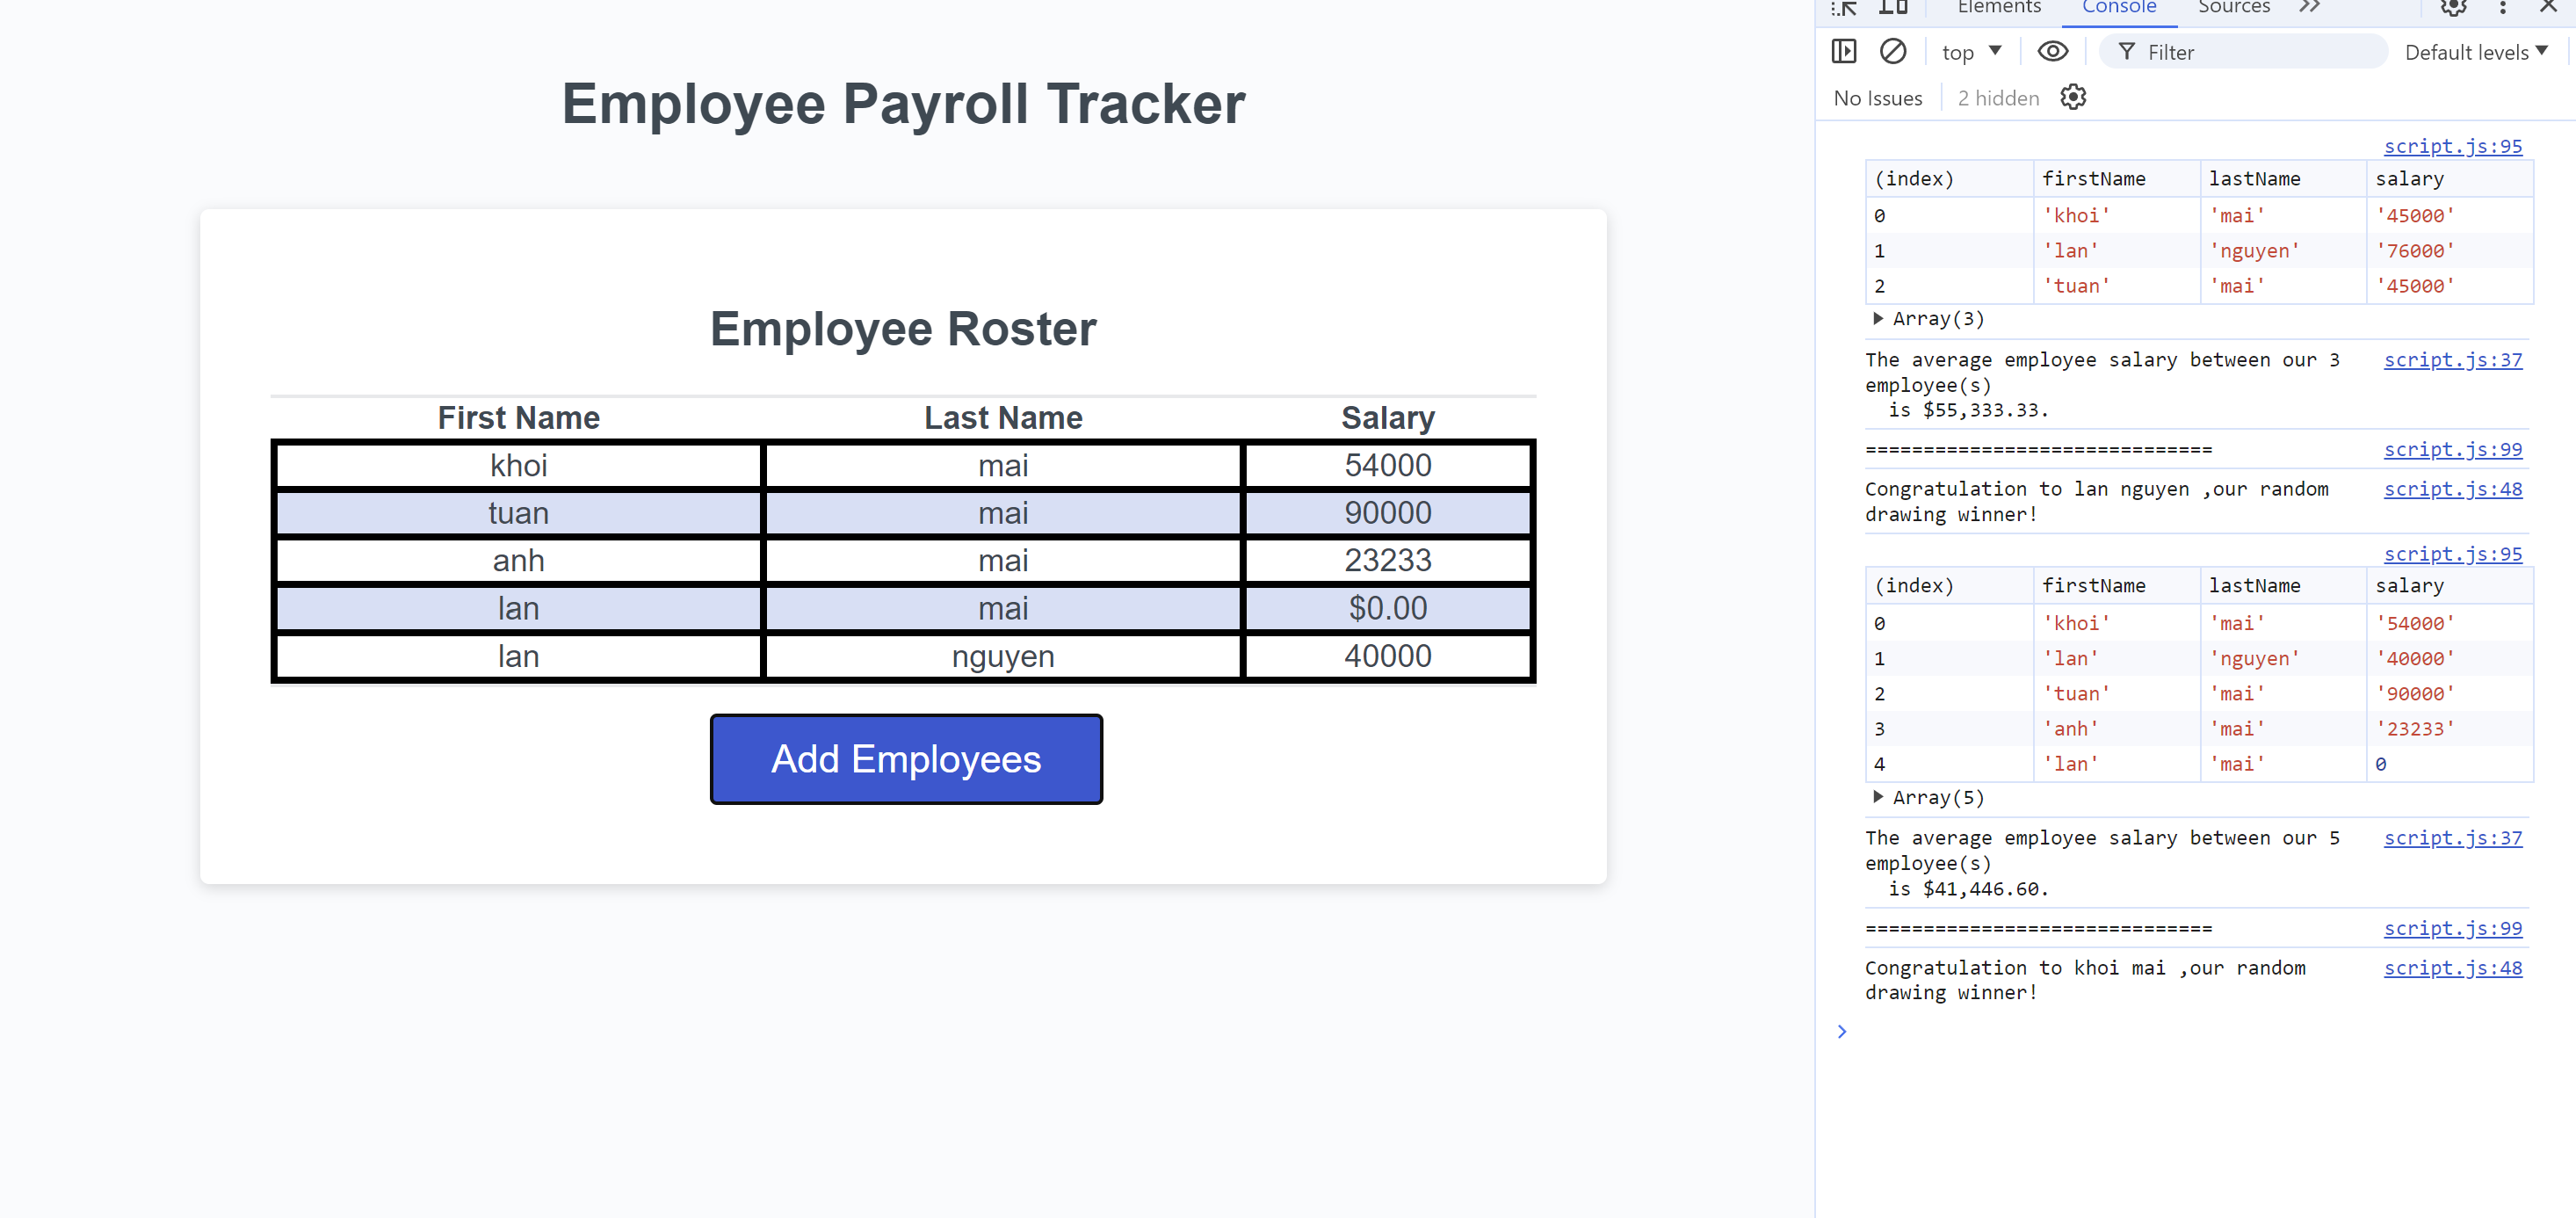 Employee Payroll Tracker
Employee Roster
First Name Last Name Salary
khoi mai 54000
tuan mai 90000
anh mai 23233
lan mai $0.00
lan nguyen 40000
Add Employees
Elements Console Sources
top Filter Default levels
No Issues 2 hidden
script.js:95
(index) firstName lastName salary
0 'khoi' 'mai' '45000'
1 'lan' 'nguyen' '76000'
2 'tuan' 'mai' '45000'
Array(3)
The average employee salary between our 3 script.js:37
employee(s)
is $55,333.33.
============================== script.js:99
Congratulation to lan nguyen ,our random script.js:48
drawing winner!
script.js:95
(index) firstName lastName salary
0 'khoi' 'mai' '54000'
1 'lan' 'nguyen' '40000'
2 'tuan' 'mai' '90000'
3 'anh' 'mai' '23233'
4 'lan' 'mai' 0
Array(5)
The average employee salary between our 5 script.js:37
employee(s)
is $41,446.60.
============================== script.js:99
Congratulation to khoi mai ,our random script.js:48
drawing winner!